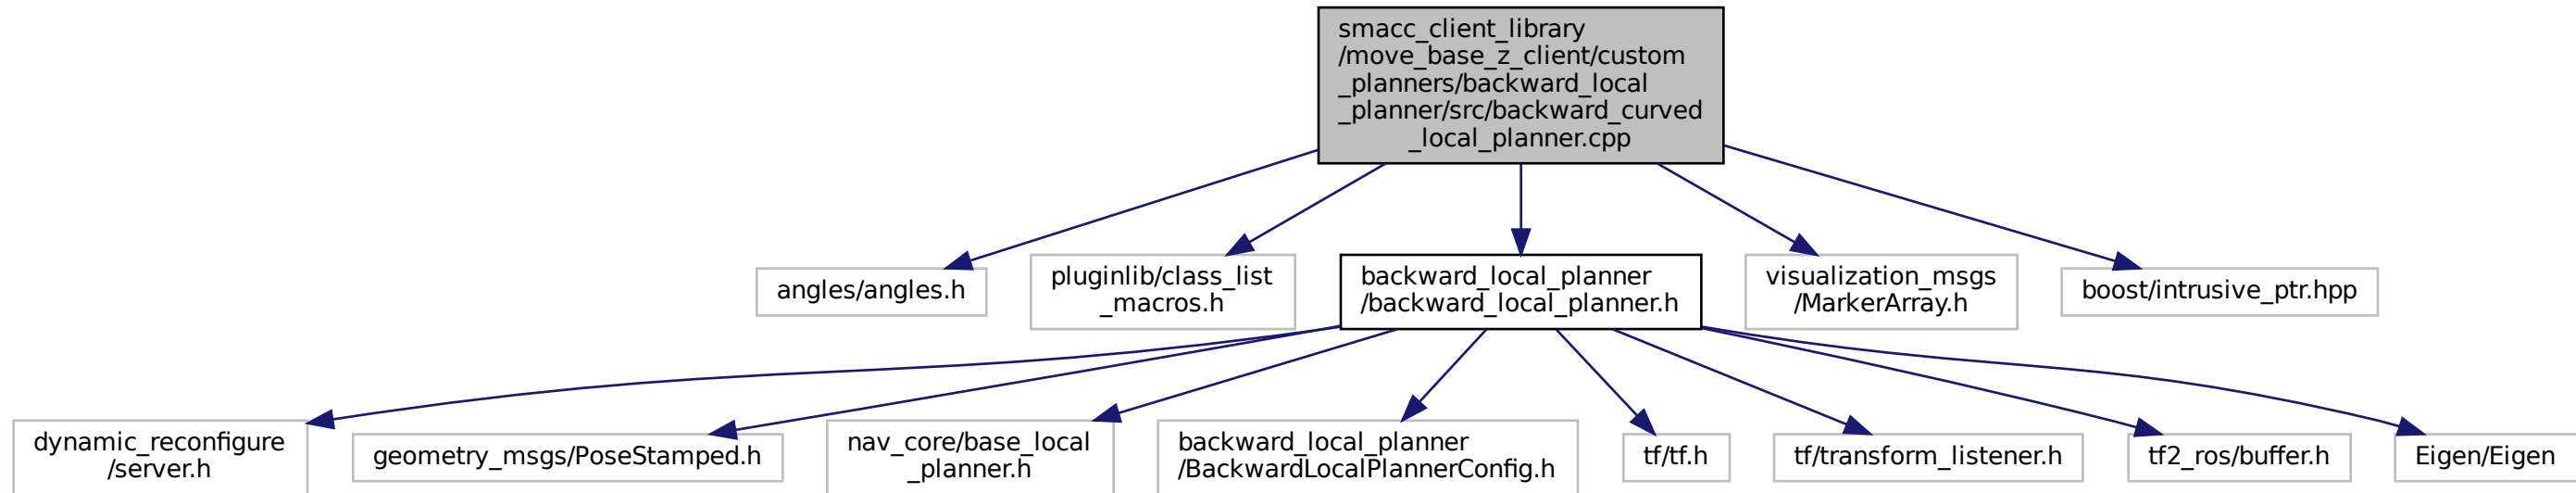 smacc_client_library
/move_base_z_client/custom
_planners/backward_local
_planner/src/backward_curved
_local_planner.cpp
angles/angles.h
pluginlib/class_list
_macros.h
backward_local_planner
/backward_local_planner.h
visualization_msgs
/MarkerArray.h
boost/intrusive_ptr.hpp
dynamic_reconfigure
/server.h
geometry_msgs/PoseStamped.h
nav_core/base_local
_planner.h
backward_local_planner
/BackwardLocalPlannerConfig.h
tf/tf.h
tf/transform_listener.h
tf2_ros/buffer.h
Eigen/Eigen